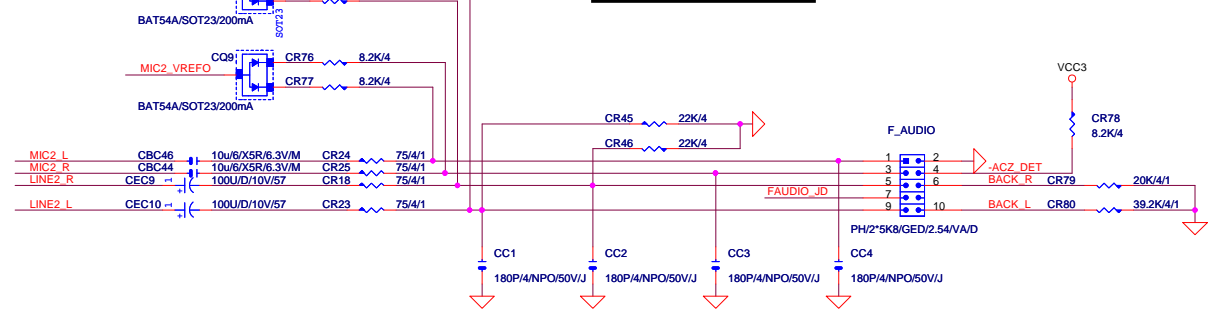 BAT54A/SOT23/200mA
SOT23
CQ9
CR76 8.2K/4
MIC2_VREFO
CR77 8.2K/4
BAT54A/SOT23/200mA
VCC3
CR45 22K/4
CR78
8.2K/4
F_AUDIO
CR46 22K/4
MIC2_L CBC46 10u/6/X5R/6.3V/M CR24 75/4/1 1 2
MIC2_R CBC44 10u/6/X5R/6.3V/M CR25 75/4/1 3 4 -ACZ_DET
LINE2_R CEC9 1 + 100U/D/10V/57 CR18 75/4/1 5 6 BACK_R CR79 20K/4/1
FAUDIO_JD 7
LINE2_L CEC10 1 + 100U/D/10V/57 CR23 75/4/1 9 10 BACK_L CR80 39.2K/4/1
PH/2*5K8/GED/2.54/VA/D
CC1 CC2 CC3 CC4
180P/4/NPO/50V/J 180P/4/NPO/50V/J 180P/4/NPO/50V/J 180P/4/NPO/50V/J